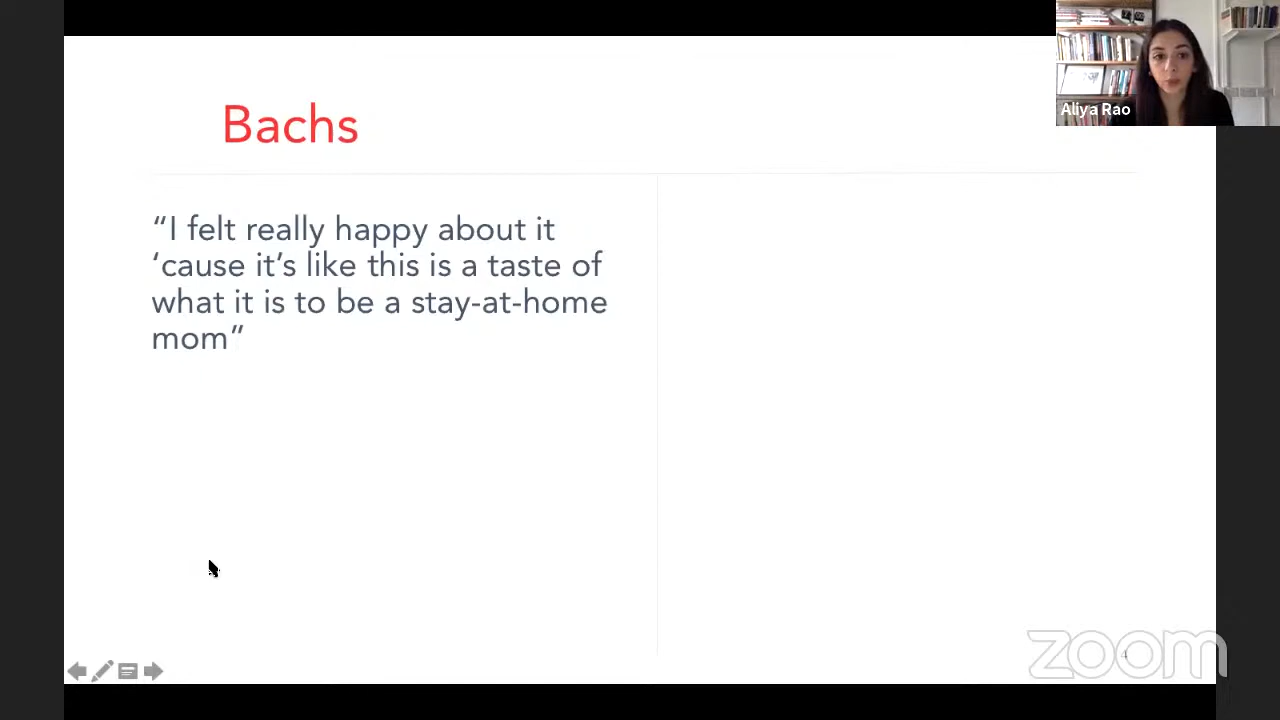 Aliya Rao
Bachs
“I felt really happy about it
‘cause it’s like this is a taste of
what it is to be a stay-at-home
mom”
4
zoom